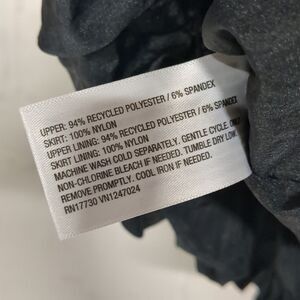 UPPER: 94% RECYCLED POLYESTER / 6% SPANDEX
SKIRT: 100% NYLON
UPPER LINING: 94% RECYCLED POLYESTER / 6% SPANDEX
SKIRT LINING: 100% NYLON
MACHINE WASH COLD SEPARATELY. GENTLE CYCLE. ONLY
NON-CHLORINE BLEACH IF NEEDED. TUMBLE DRY LOW
REMOVE PROMPTLY. COOL IRON IF NEEDED.
RN17730 VN1247024